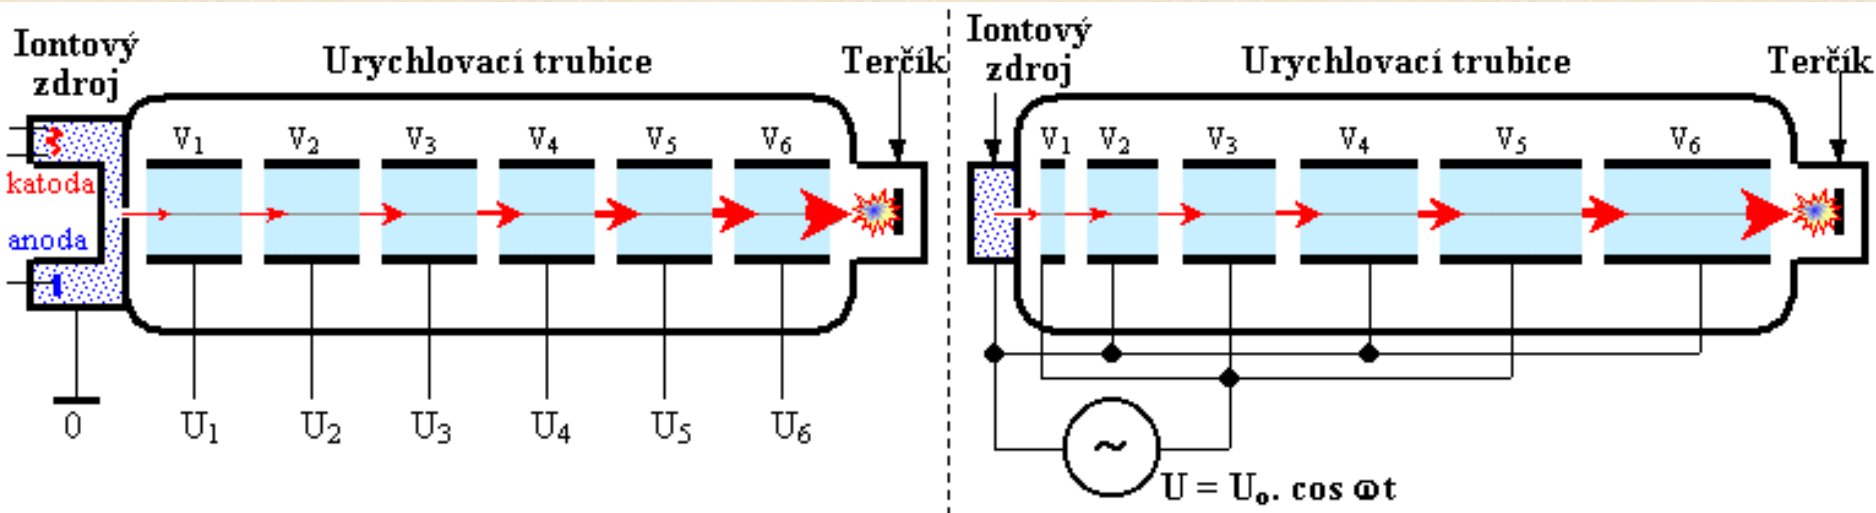 Iontový
zdroj
Urychlovací trubice
Terčík
V₁ V₂ V₃ V₄ V₅ V₆
katoda
anoda
0 U₁ U₂ U₃ U₄ U₅ U₆
Iontový
zdroj
Urychlovací trubice
Terčík
V₁ V₂ V₃ V₄ V₅ V₆
~
U = Uₒ. cos ωt